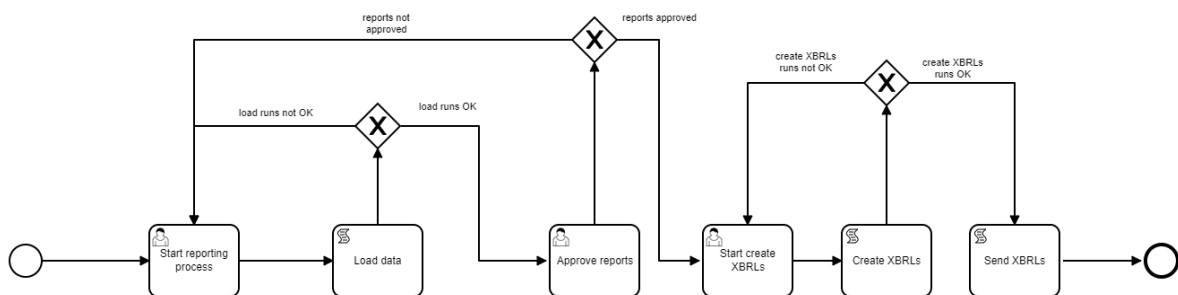 reports not
approved
reports approved
create XBRLs
runs not OK
create XBRLs
runs OK
load runs not OK
load runs OK
Start reporting
process
Load data
Approve reports
Start create
XBRLs
Create XBRLs
Send XBRLs